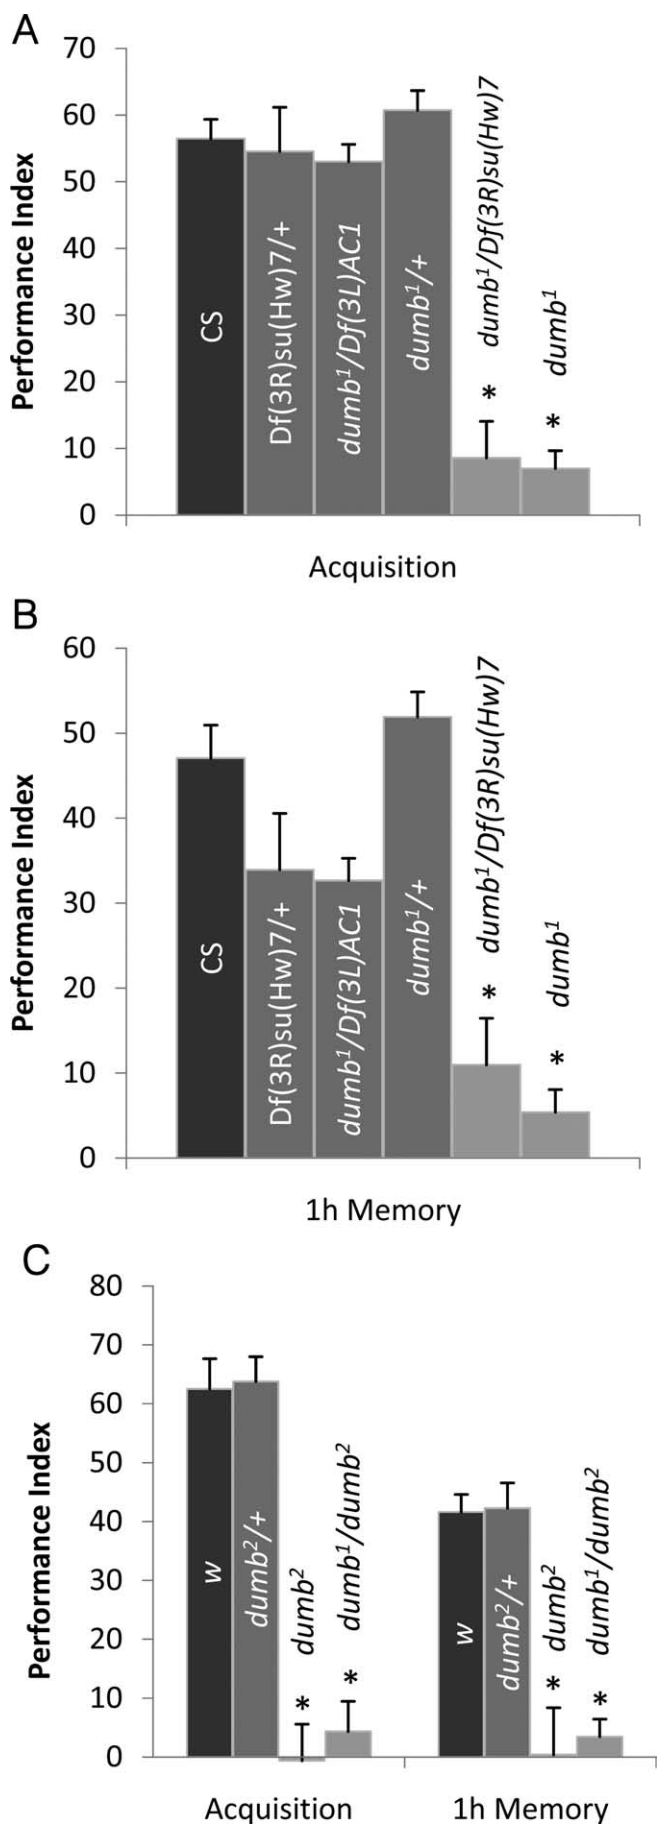 A
70
60
50
40
30
20
10
0
Performance Index
CS
Df(3R)su(Hw)7/+
dumb¹/Df(3L)AC1
dumb¹/+
dumb¹/Df(3R)su(Hw)7
*
dumb¹
*
Acquisition
B
60
50
40
30
20
10
0
Performance Index
CS
Df(3R)su(Hw)7/+
dumb¹/Df(3L)AC1
dumb¹/+
dumb¹/Df(3R)su(Hw)7
*
dumb¹
*
1h Memory
C
80
70
60
50
40
30
20
10
0
Performance Index
w
dumb²/+
dumb²
*
dumb¹/dumb²
*
w
dumb²/+
dumb²
*
dumb¹/dumb²
*
Acquisition
1h Memory